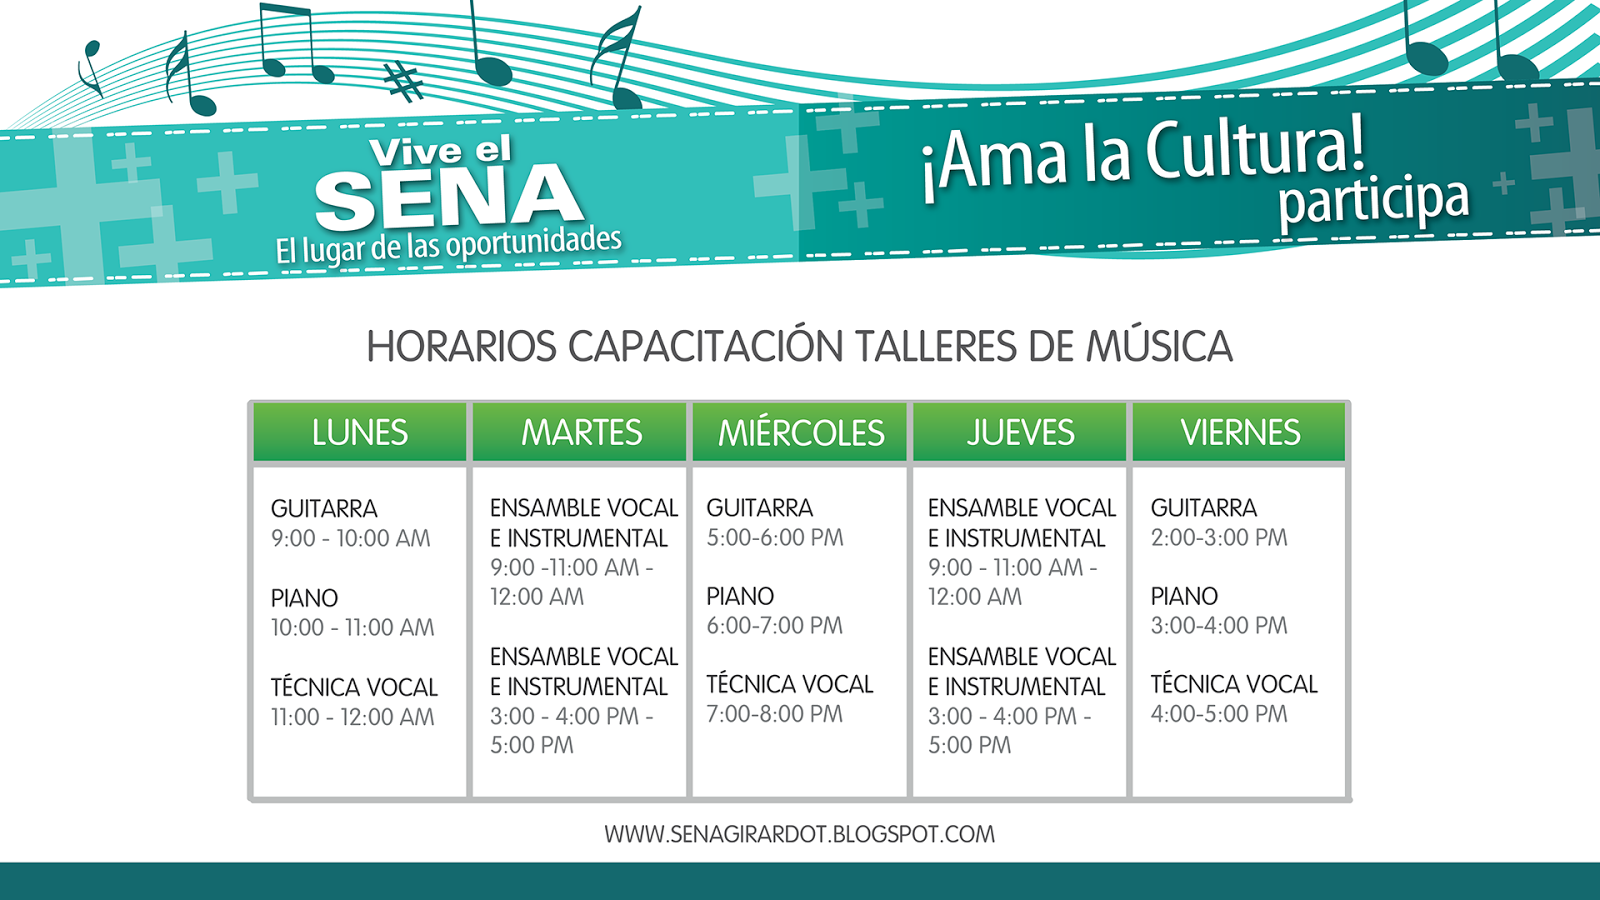 Vive el
SENA
El lugar de las oportunidades
¡Ama la Cultura!
participa
HORARIOS CAPACITACIÓN TALLERES DE MÚSICA
LUNES
GUITARRA
9:00 - 10:00 AM
PIANO
10:00 - 11:00 AM
TÉCNICA VOCAL
11:00 - 12:00 AM
MARTES
ENSAMBLE VOCAL
E INSTRUMENTAL
9:00 -11:00 AM -
12:00 AM
ENSAMBLE VOCAL
E INSTRUMENTAL
3:00 - 4:00 PM -
5:00 PM
MIÉRCOLES
GUITARRA
5:00-6:00 PM
PIANO
6:00-7:00 PM
TÉCNICA VOCAL
7:00-8:00 PM
JUEVES
ENSAMBLE VOCAL
E INSTRUMENTAL
9:00 - 11:00 AM -
12:00 AM
ENSAMBLE VOCAL
E INSTRUMENTAL
3:00 - 4:00 PM -
5:00 PM
VIERNES
GUITARRA
2:00-3:00 PM
PIANO
3:00-4:00 PM
TÉCNICA VOCAL
4:00-5:00 PM
WWW.SENAGIRARDOT.BLOGSPOT.COM